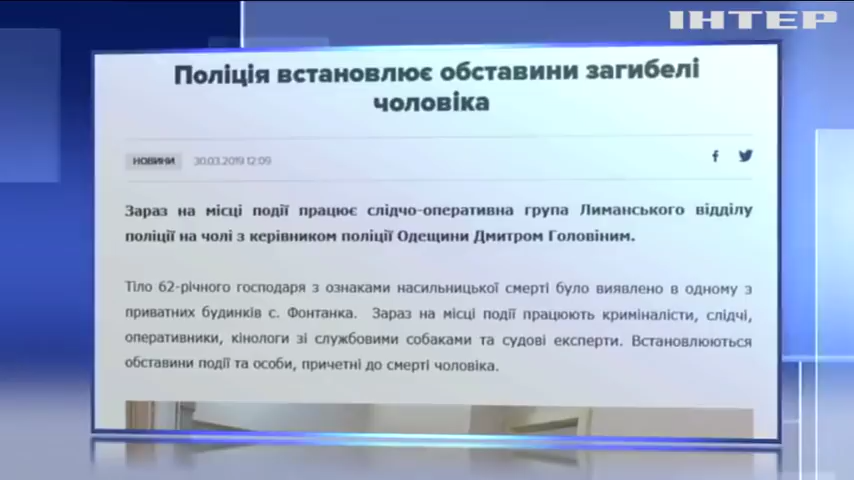 ІНТЕР
Поліція встановлює обставини загибелі
чоловіка
НОВИНИ 30.03.2019 12:09
Зараз на місці події працює слідчо-оперативна група Лиманського відділу
поліції на чолі з керівником поліції Одещини Дмитром Головіним.
Тіло 62-річного господаря з ознаками насильницької смерті було виявлено в одному з
приватних будинків с. Фонтанка. Зараз на місці події працюють криміналісти, слідчі,
оперативники, кінологи зі службовими собаками та судові експерти. Встановлюються
обставини події та особи, причетні до смерті чоловіка.